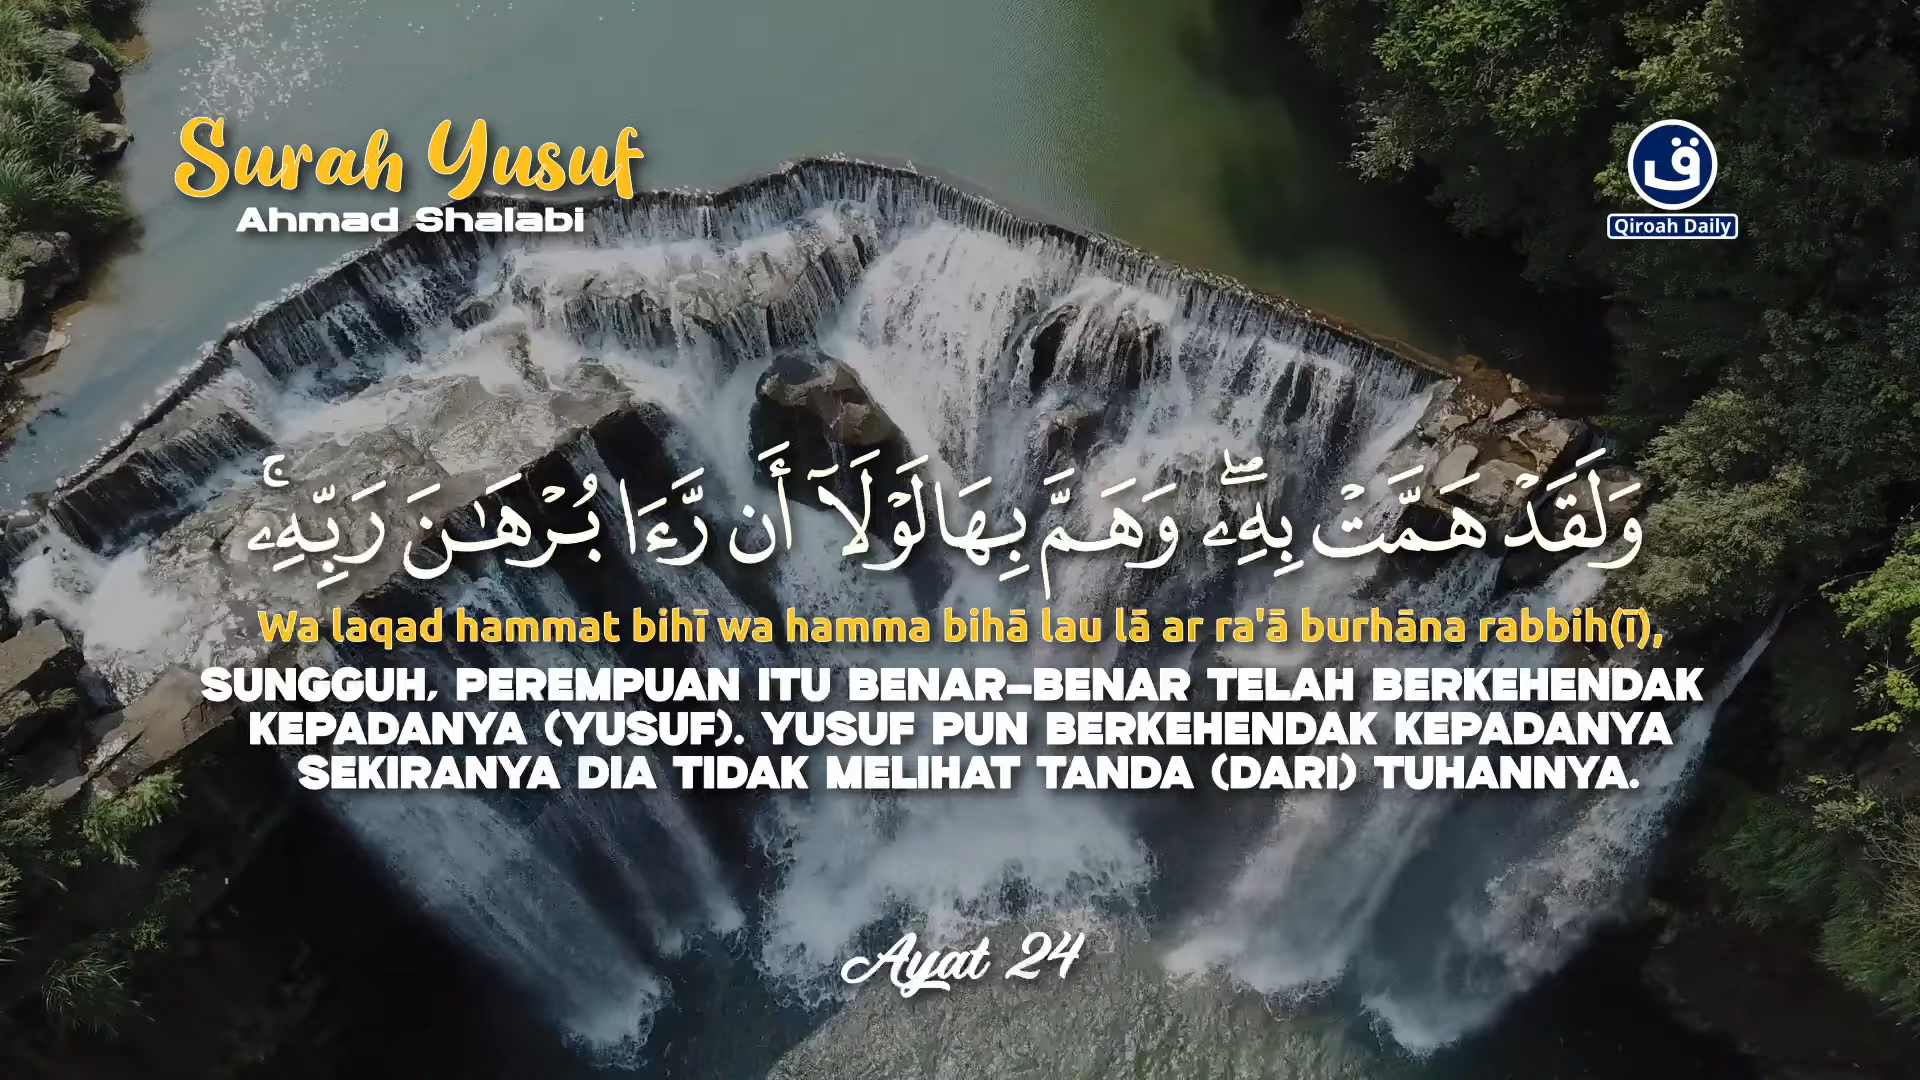 Surah Yusuf
Ahmad Shalabi
ق
Qiroah Daily
وَلَقَدْ هَمَّتْ بِهِۦۖ وَهَمَّ بِهَا لَوْلَآ أَن رَّءَا بُرْهَـٰنَ رَبِّهِۦۚ
Wa laqad hammat bihī wa hamma bihā lau lā ar ra'ā burhāna rabbih(ī),
SUNGGUH, PEREMPUAN ITU BENAR-BENAR TELAH BERKEHENDAK
KEPADANYA (YUSUF). YUSUF PUN BERKEHENDAK KEPADANYA
SEKIRANYA DIA TIDAK MELIHAT TANDA (DARI) TUHANNYA.
Ayat 24